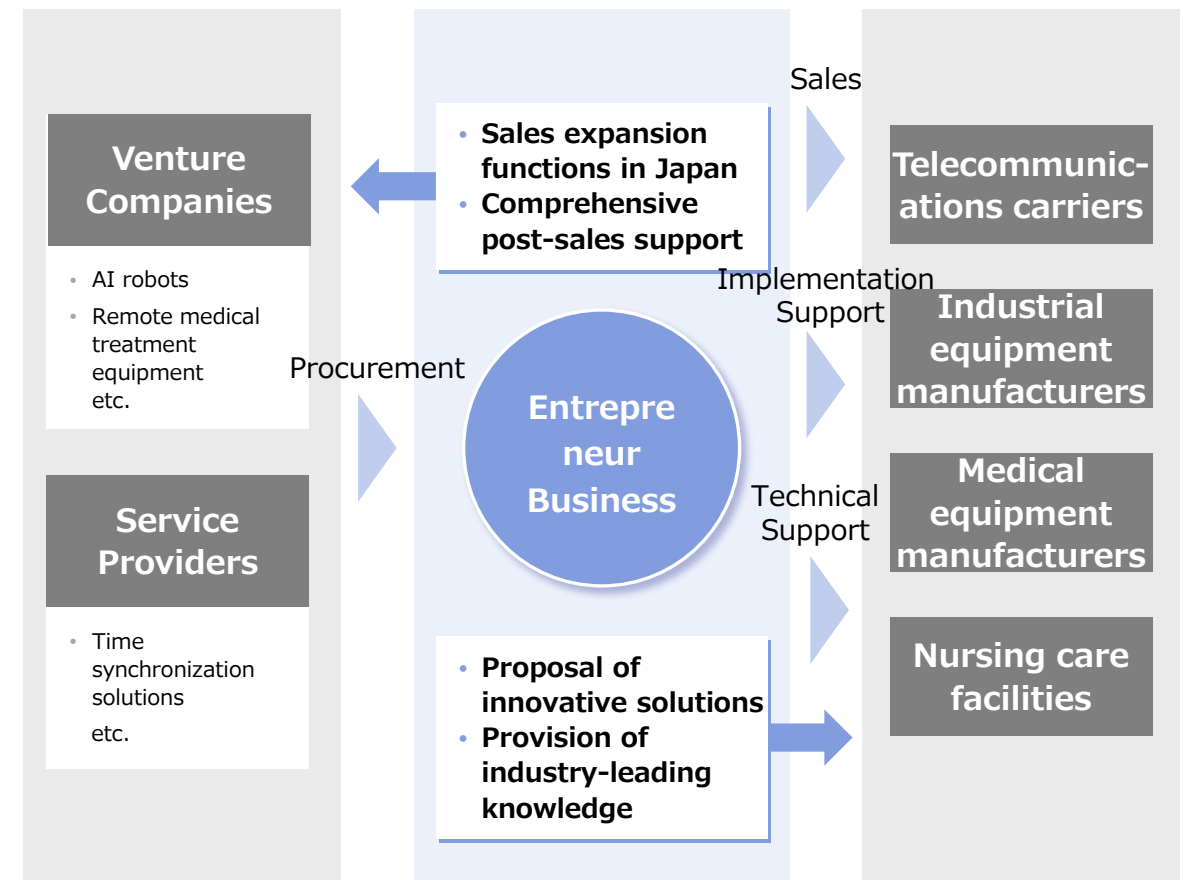 Venture
Companies
• AI robots
• Remote medical
treatment
equipment
etc.
Service
Providers
• Time
synchronization
solutions
etc.
Procurement
• Sales expansion
functions in Japan
• Comprehensive
post-sales support
Entrepre
neur
Business
• Proposal of
innovative solutions
• Provision of
industry-leading
knowledge
Sales
Implementation
Support
Technical
Support
Telecommunic-
ations carriers
Industrial
equipment
manufacturers
Medical
equipment
manufacturers
Nursing care
facilities